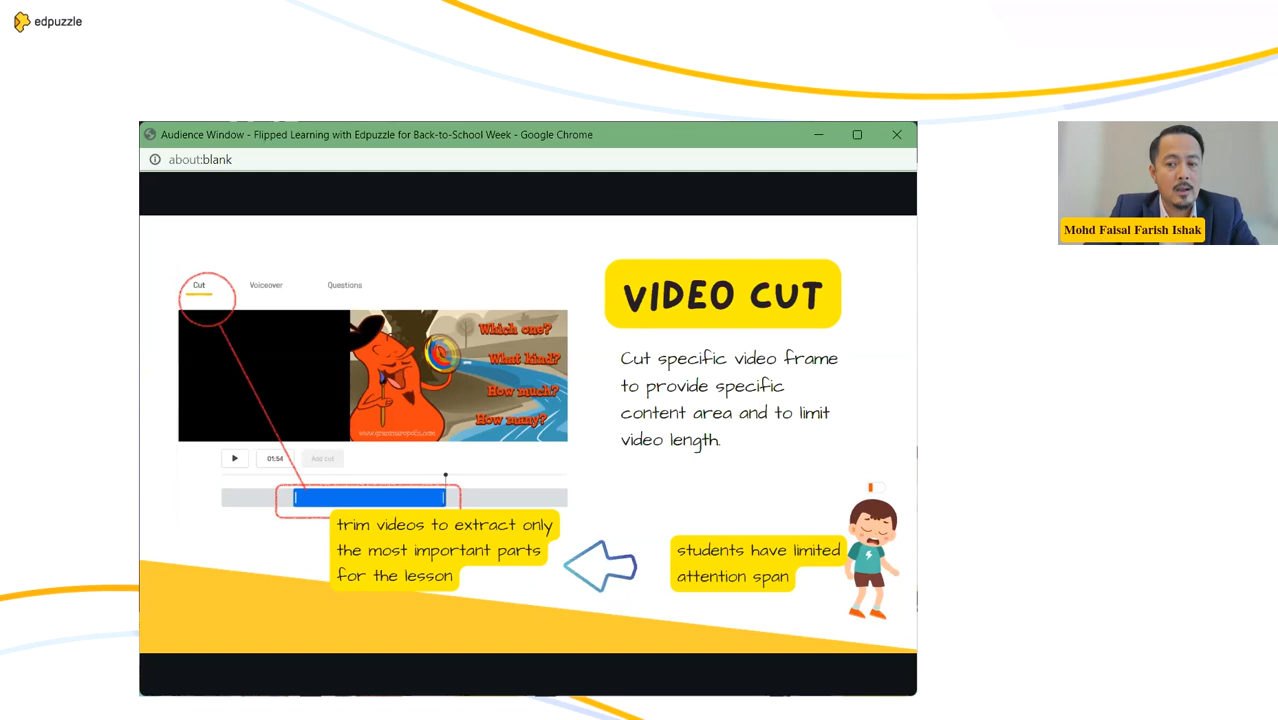 edpuzzle
Audience Window - Flipped Learning with Edpuzzle for Back-to-School Week - Google Chrome
about:blank
Mohd Faisal Farish Ishak
Cut Voiceover Questions
VIDEO CUT
Which one?
What kind?
How much?
How many?
Cut specific video frame
to provide specific
content area and to limit
video length.
01:54 Add cut
trim videos to extract only
the most important parts
for the lesson
students have limited
attention span